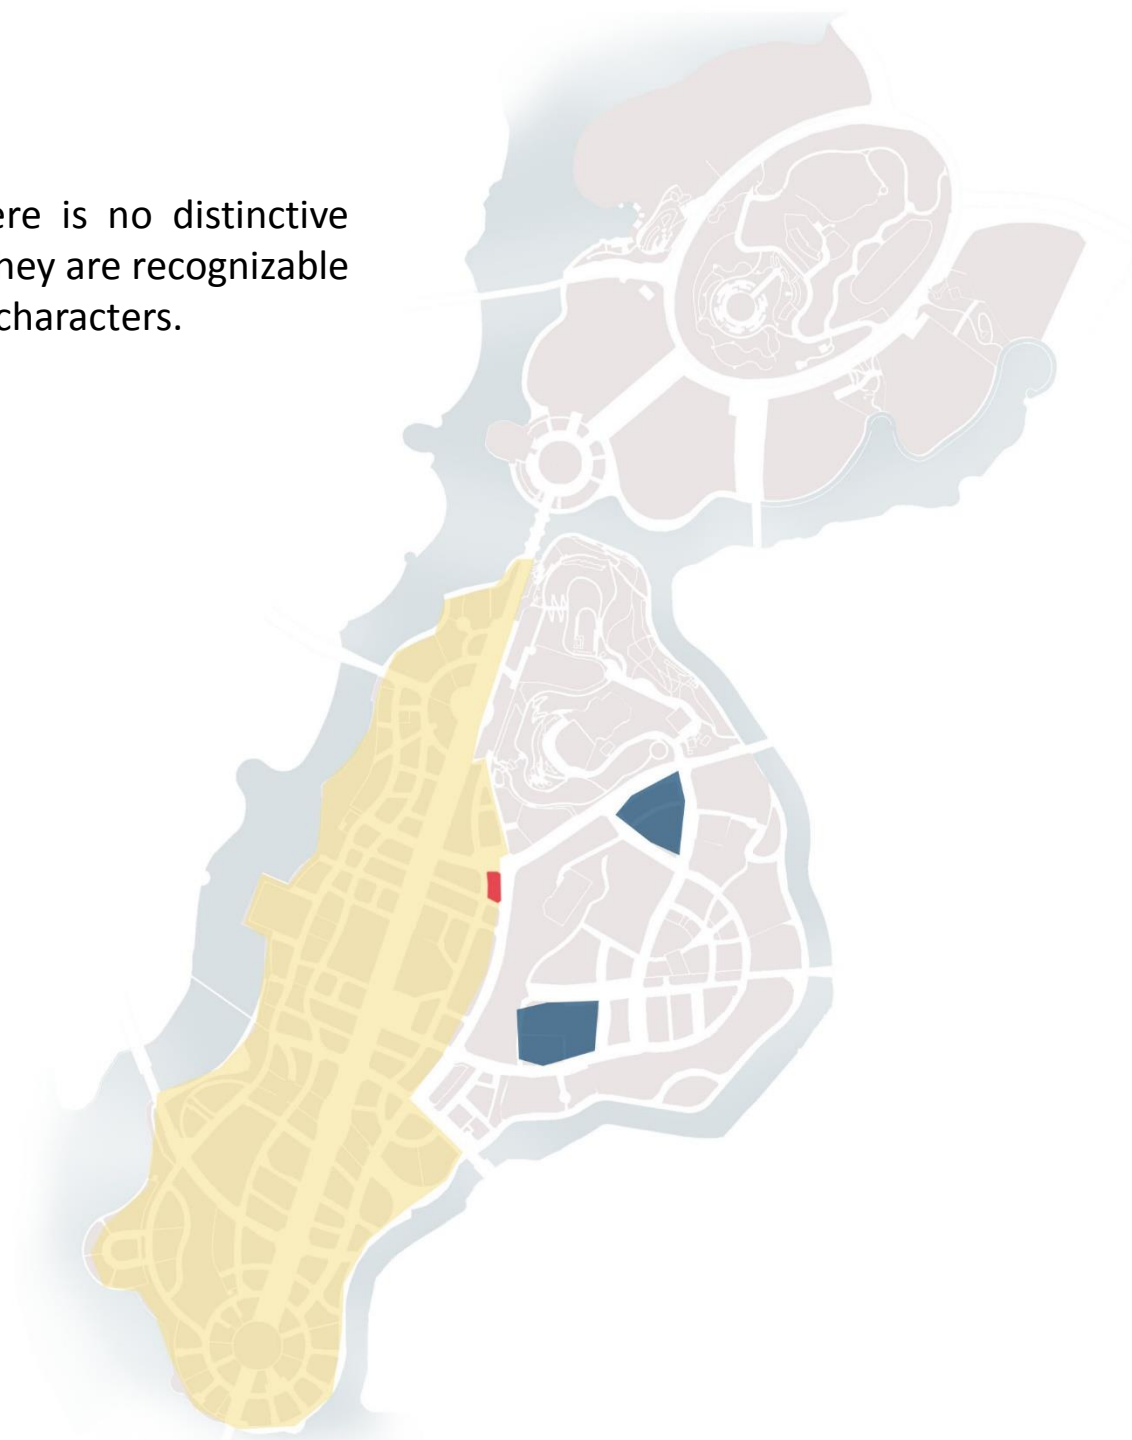 ere is no distinctive
hey are recognizable
characters.